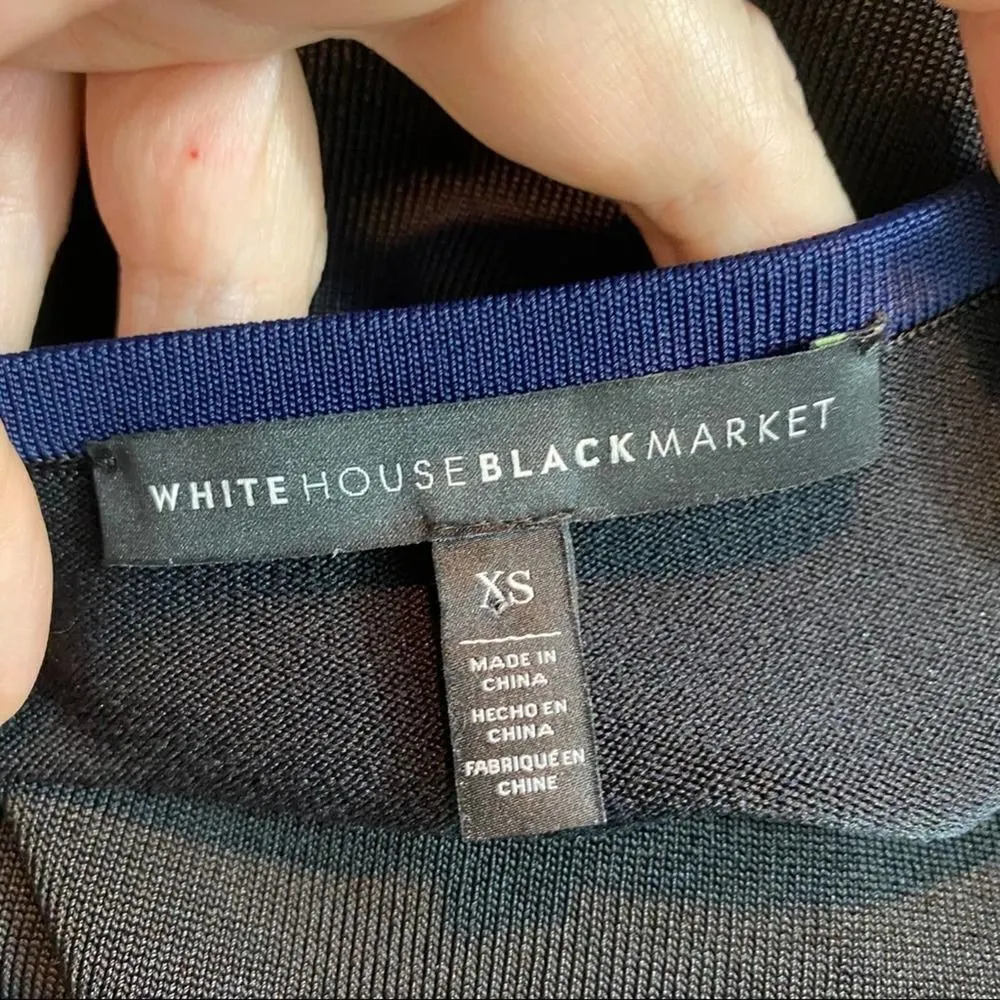 WHITE HOUSE BLACK MARKET
XS
MADE IN
CHINA
HECHO EN
CHINA
FABRIQUÉ EN
CHINE